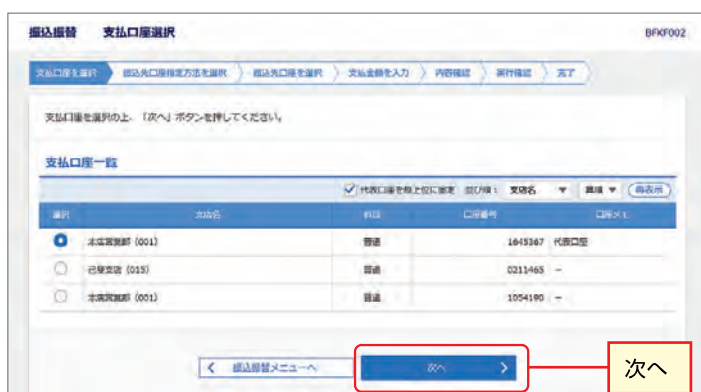 振込振替 支払口座選択 BFKF002
支払口座を選択 振込先口座指定方法を選択 振込先口座を選択 支払金額を入力 内容確認 実行確認 完了
支払口座を選択の上、「次へ」ボタンを押してください。
支払口座一覧
代表口座を最上位に固定 並び順： 支店名 昇順 再表示
選択 支店名 科目 口座番号 口座メモ
本店営業部 (001) 普通 1645367 代表口座
己斐支店 (015) 普通 0211465 -
本店営業部 (001) 普通 1054190 -
振込振替メニューへ 次へ 次へ